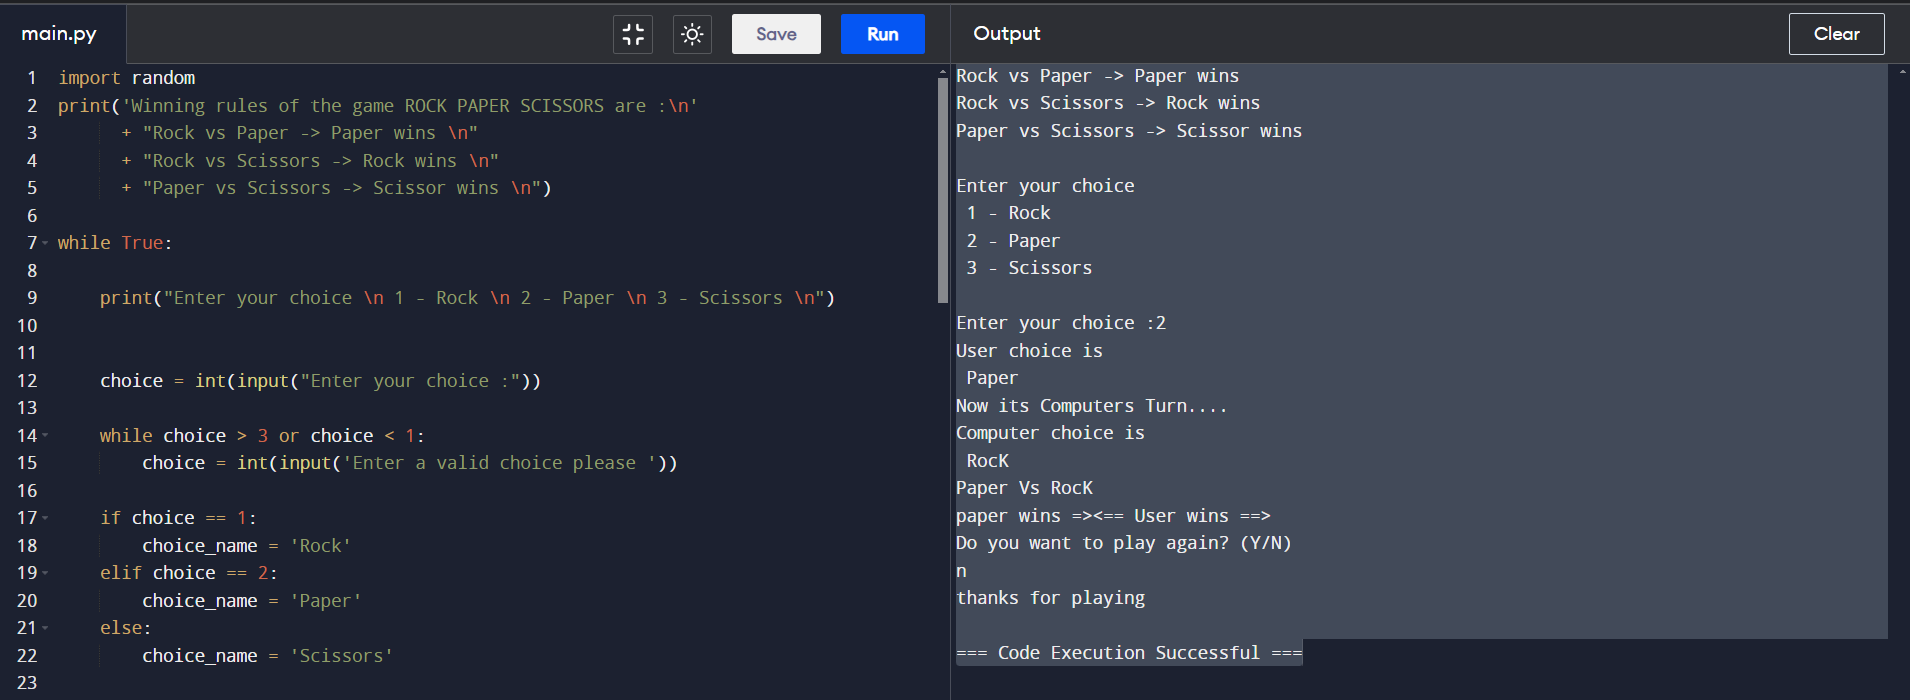 main.py
Save
Run
Output
Clear
1 import random
2 print('Winning rules of the game ROCK PAPER SCISSORS are :\n'
3 + "Rock vs Paper -> Paper wins \n"
4 + "Rock vs Scissors -> Rock wins \n"
5 + "Paper vs Scissors -> Scissor wins \n")
6
7 while True:
8
9 print("Enter your choice \n 1 - Rock \n 2 - Paper \n 3 - Scissors \n")
10
11
12 choice = int(input("Enter your choice :"))
13
14 while choice > 3 or choice < 1:
15 choice = int(input('Enter a valid choice please '))
16
17 if choice == 1:
18 choice_name = 'Rock'
19 elif choice == 2:
20 choice_name = 'Paper'
21 else:
22 choice_name = 'Scissors'
23
Rock vs Paper -> Paper wins
Rock vs Scissors -> Rock wins
Paper vs Scissors -> Scissor wins
Enter your choice
1 - Rock
2 - Paper
3 - Scissors
Enter your choice :2
User choice is
Paper
Now its Computers Turn....
Computer choice is
RocK
Paper Vs RocK
paper wins =><== User wins ==>
Do you want to play again? (Y/N)
n
thanks for playing
=== Code Execution Successful ===